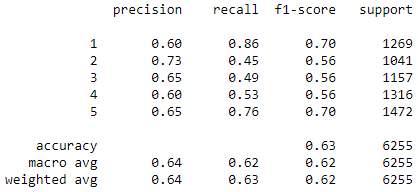 precision recall f1-score support
1 0.60 0.86 0.70 1269
2 0.73 0.45 0.56 1041
3 0.65 0.49 0.56 1157
4 0.60 0.53 0.56 1316
5 0.65 0.76 0.70 1472
accuracy 0.63 6255
macro avg 0.64 0.62 0.62 6255
weighted avg 0.64 0.63 0.62 6255